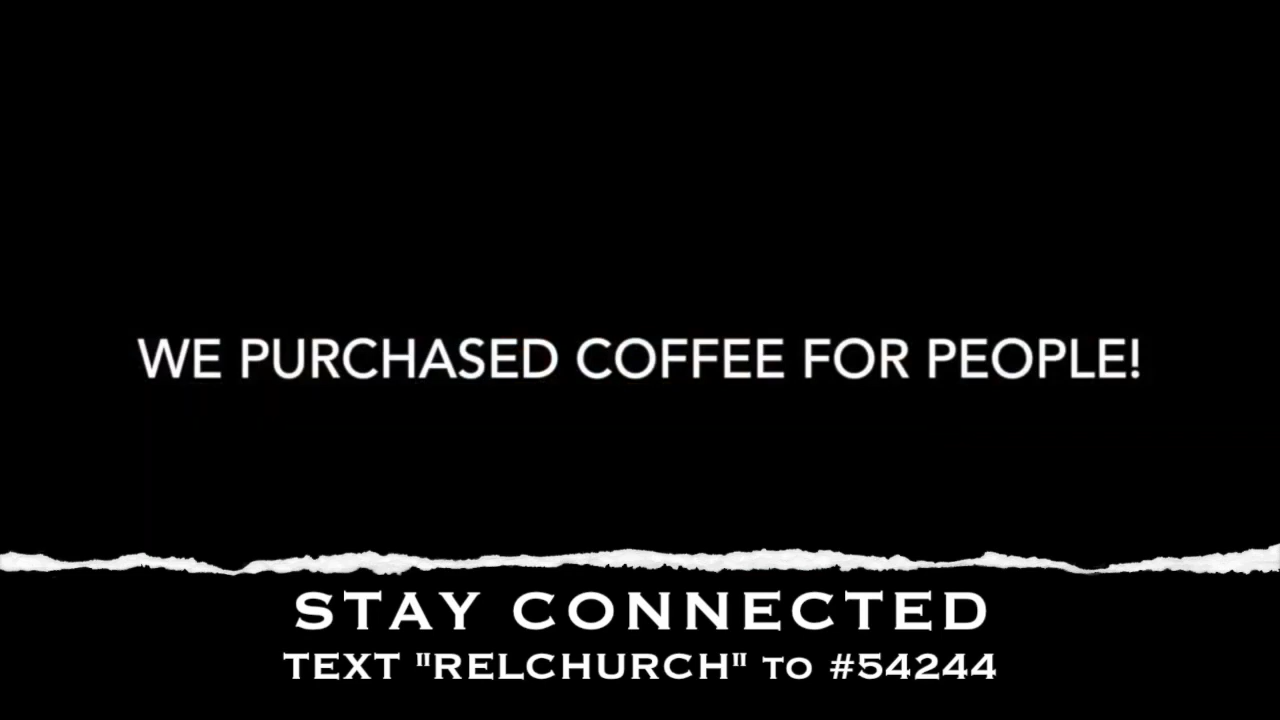 WE PURCHASED COFFEE FOR PEOPLE!
STAY CONNECTED
TEXT "RELCHURCH" TO #54244